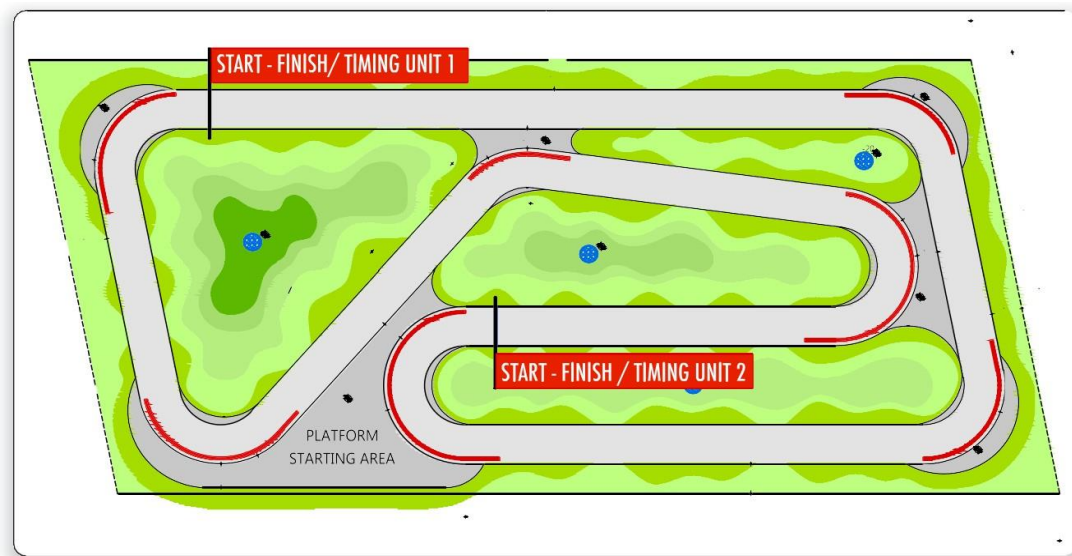 START - FINISH/ TIMING UNIT 1
START - FINISH / TIMING UNIT 2
PLATFORM
STARTING AREA